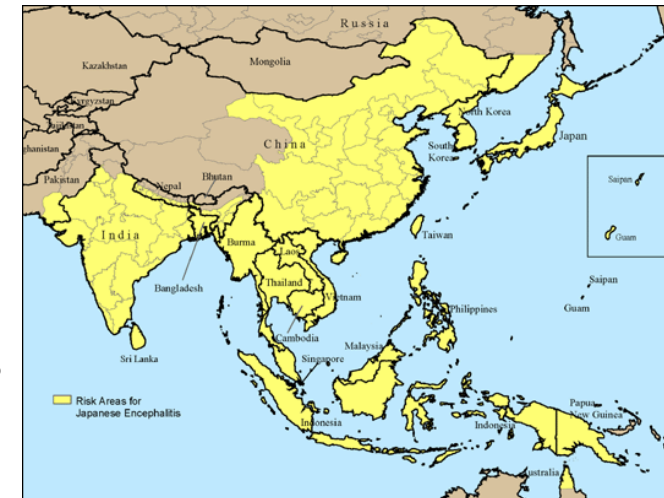 Russia
Kazakhstan
Mongolia
Kyrgyzstan
Tajikistan
ghanistan
North Korea
China
South
Korea
Japan
Pakistan
Nepal
Bhutan
Saipan
India
Burma
Taiwan
Guam
Laos
Bangladesh
Thailand
Vietnam
Saipan
Philippines
Guam
Cambodia
Sri Lanka
Malaysia
Singapore
Risk Areas for
Japanese Encephalitis
Indonesia
Indonesia
Papua
New Guinea
Australia